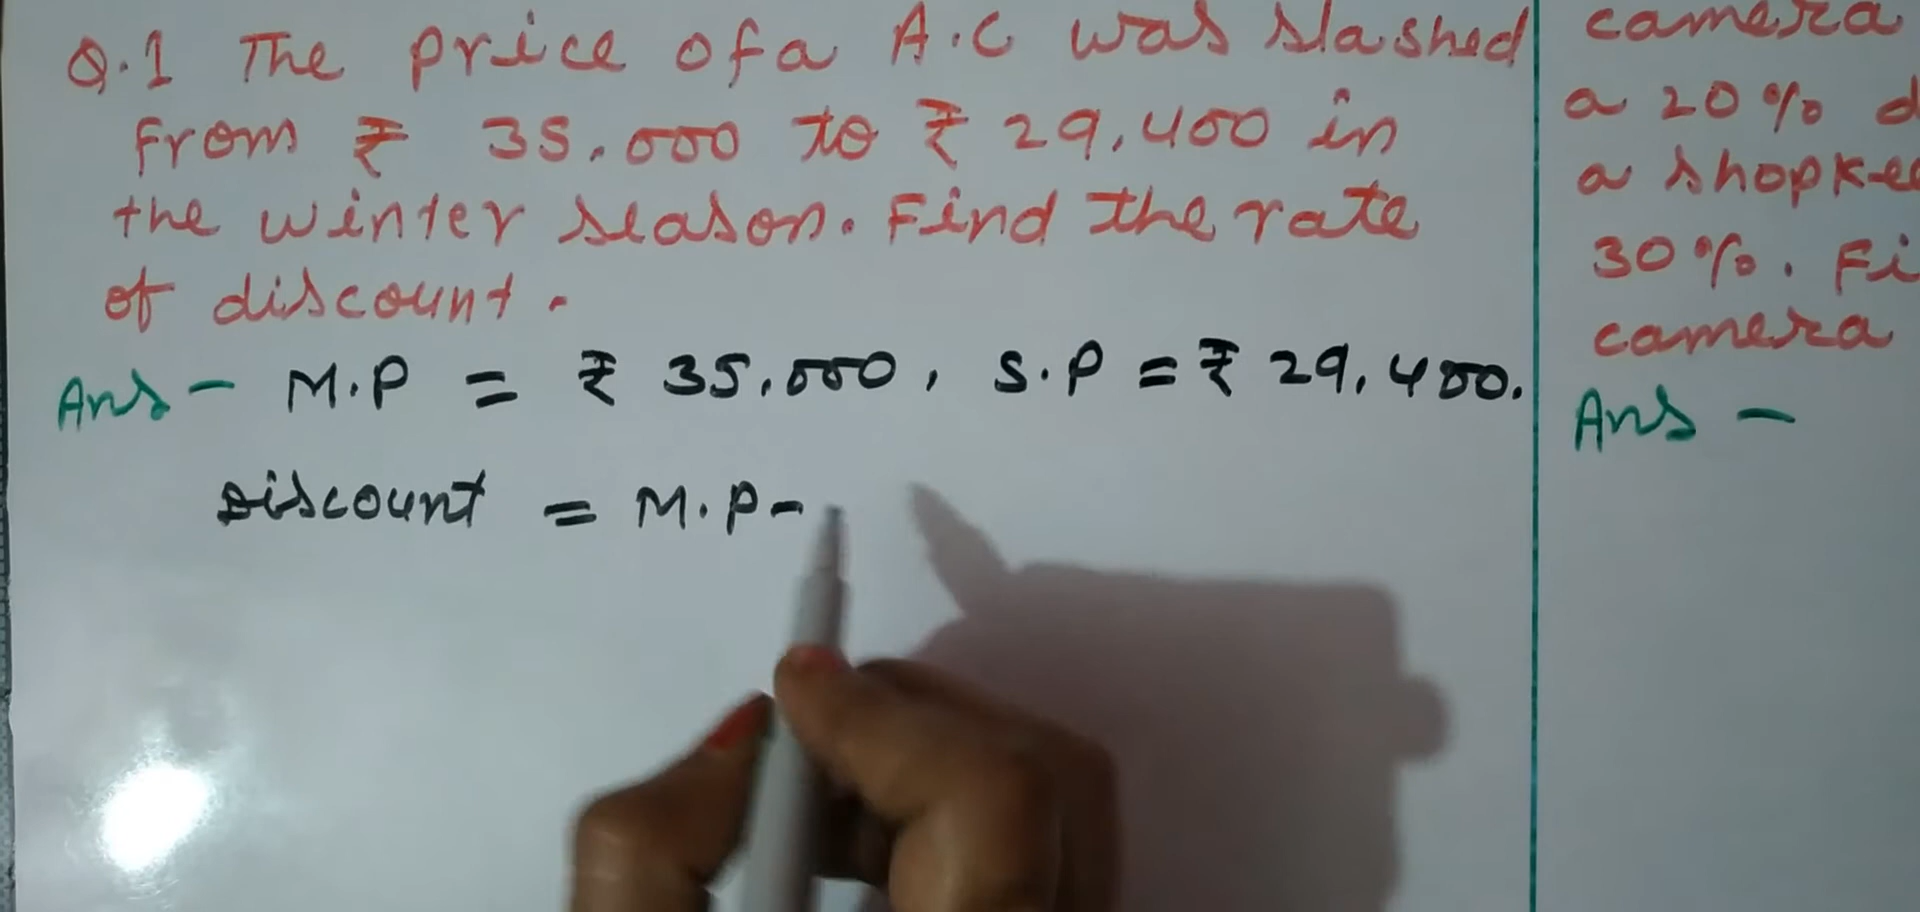 Q.1 The price of a A.C was slashed
from ₹ 35,000 to ₹ 29,400 in
the winter season. Find the rate
of discount.
Ans - M.P = ₹ 35,000, S.P = ₹ 29,400.
Discount = M.P -
camera
a 20% d
a shopkee
30%. Fi
camera
Ans -